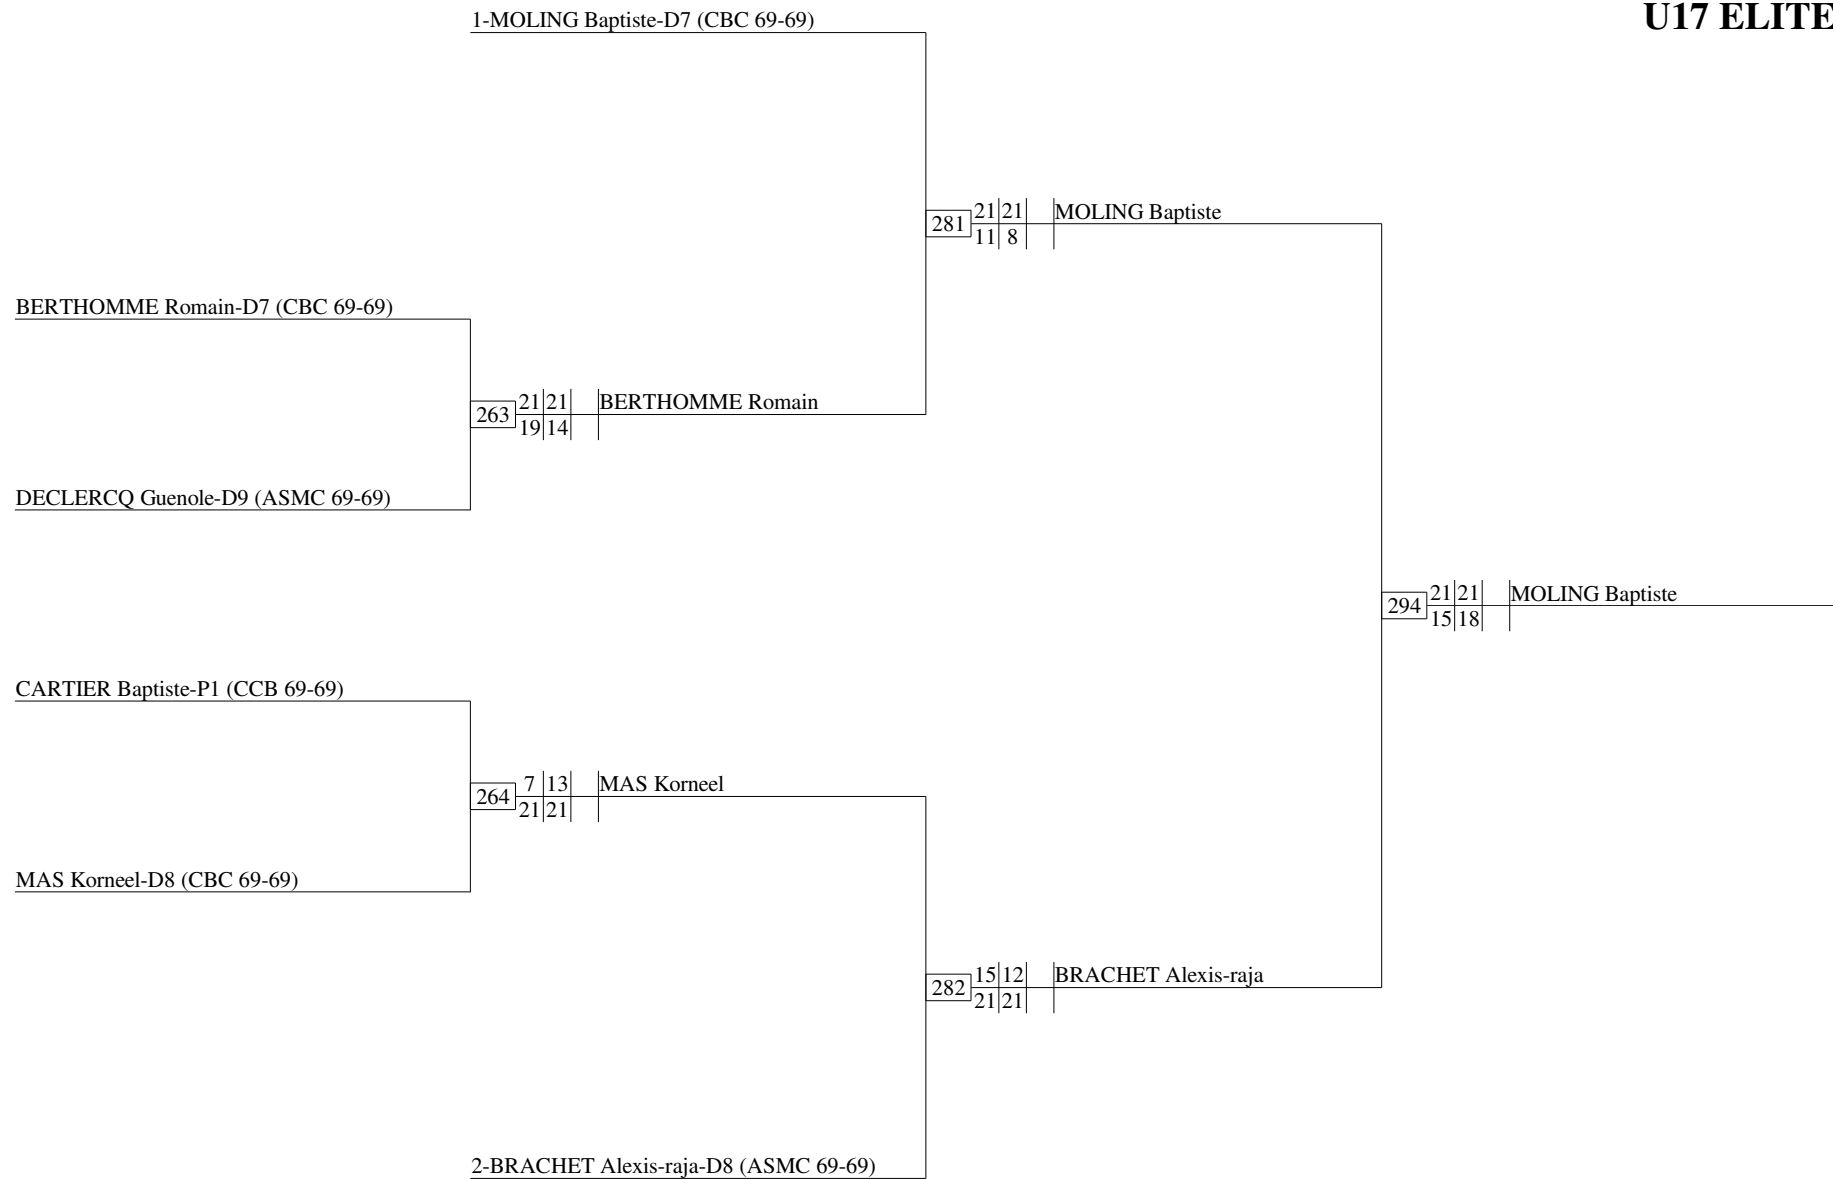 U17 ELITE
1-MOLING Baptiste-D7 (CBC 69-69)
281 21 21 MOLING Baptiste
11 8
BERTHOMME Romain-D7 (CBC 69-69)
263 21 21 BERTHOMME Romain
19 14
DECLERCQ Guenole-D9 (ASMC 69-69)
294 21 21 MOLING Baptiste
15 18
CARTIER Baptiste-P1 (CCB 69-69)
264 7 13 MAS Korneel
21 21
MAS Korneel-D8 (CBC 69-69)
282 15 12 BRACHET Alexis-raja
21 21
2-BRACHET Alexis-raja-D8 (ASMC 69-69)